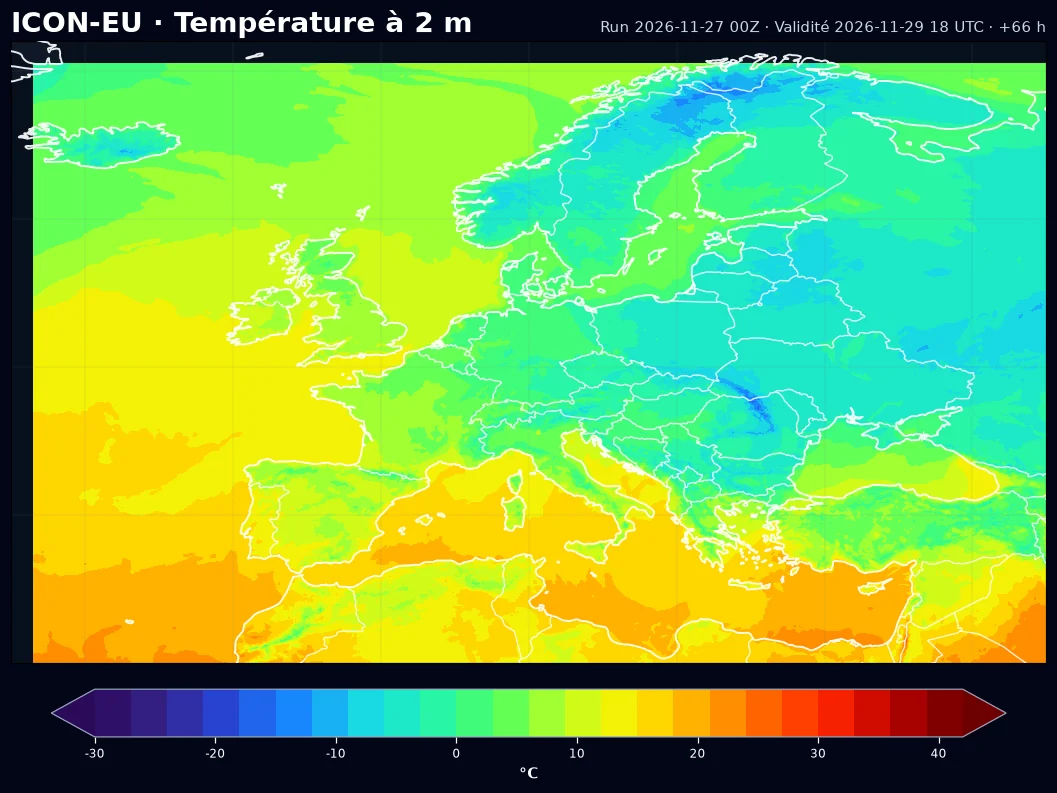 ICON-EU · Température à 2 m
Run 2026-11-27 00Z · Validité 2026-11-29 18 UTC · +66 h
-30 -20 -10 0 10 20 30 40
°C